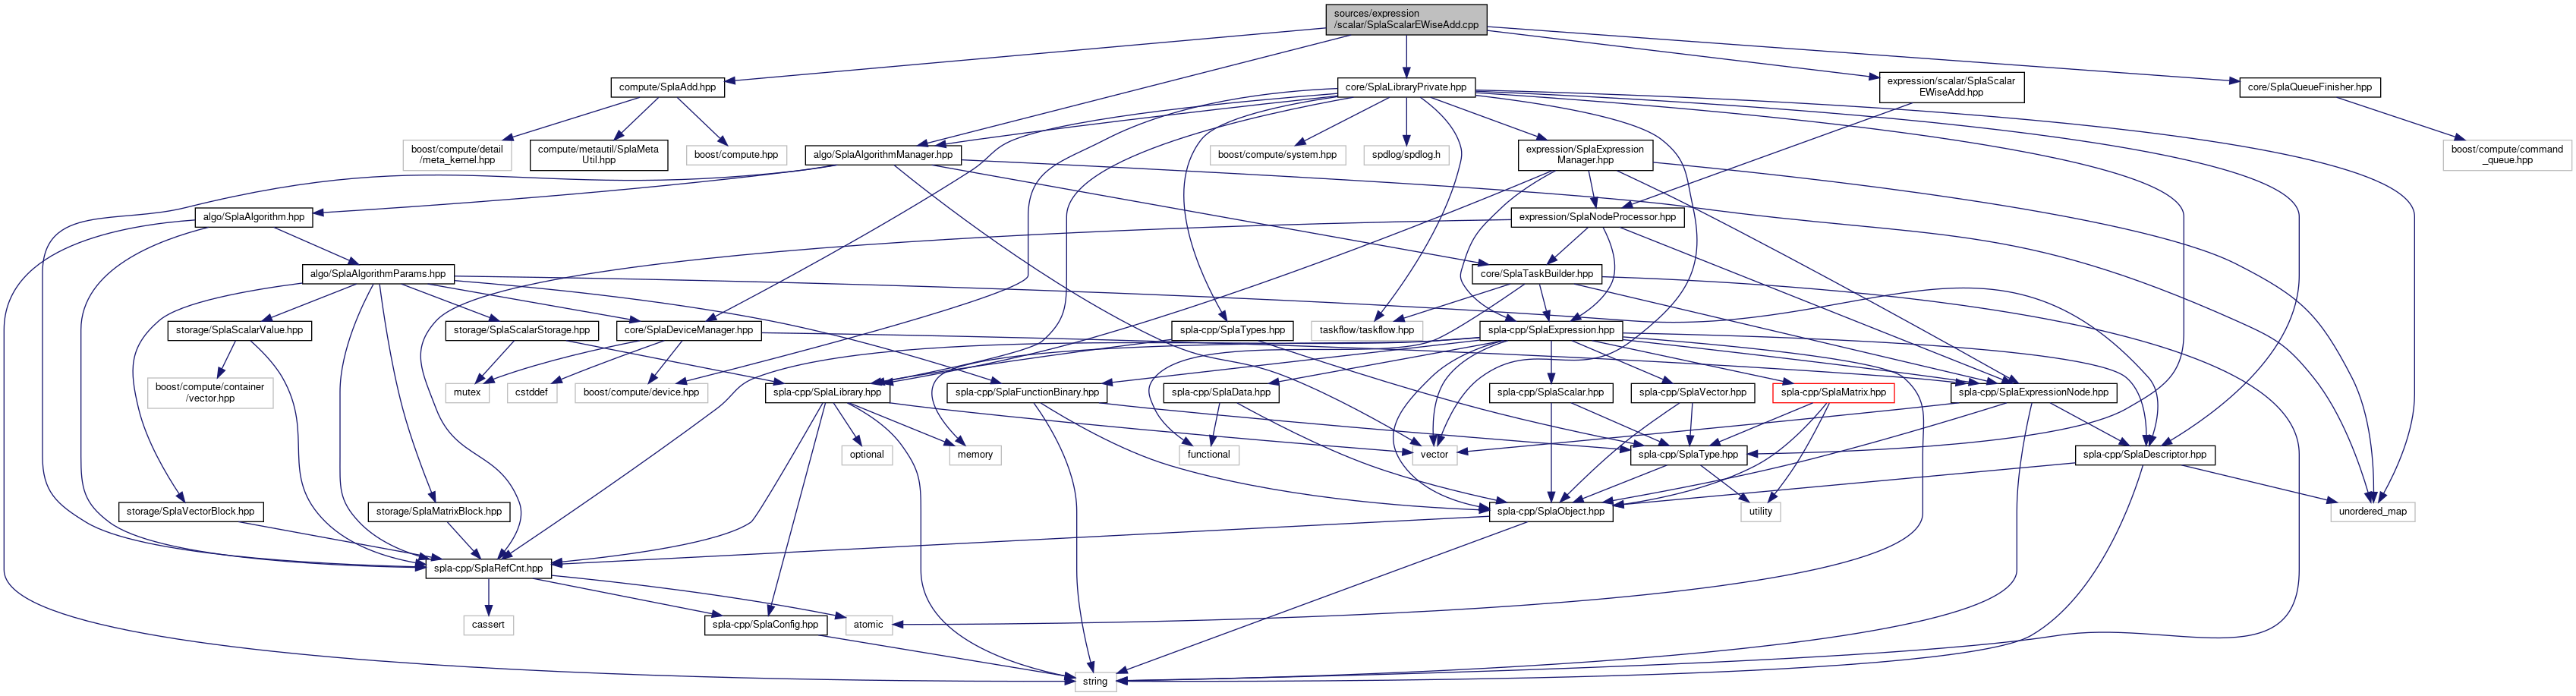 sources/expression
/scalar/SplaScalarEWiseAdd.cpp
compute/SplaAdd.hpp
core/SplaLibraryPrivate.hpp
expression/scalar/SplaScalar
EWiseAdd.hpp
core/SplaQueueFinisher.hpp
boost/compute/detail
/meta_kernel.hpp
compute/metautil/SplaMeta
Util.hpp
boost/compute.hpp
algo/SplaAlgorithmManager.hpp
boost/compute/system.hpp
spdlog/spdlog.h
expression/SplaExpression
Manager.hpp
boost/compute/command
_queue.hpp
algo/SplaAlgorithm.hpp
expression/SplaNodeProcessor.hpp
algo/SplaAlgorithmParams.hpp
core/SplaTaskBuilder.hpp
storage/SplaScalarValue.hpp
storage/SplaScalarStorage.hpp
core/SplaDeviceManager.hpp
spla-cpp/SplaTypes.hpp
taskflow/taskflow.hpp
spla-cpp/SplaExpression.hpp
boost/compute/container
/vector.hpp
mutex
cstddef
boost/compute/device.hpp
spla-cpp/SplaLibrary.hpp
spla-cpp/SplaFunctionBinary.hpp
spla-cpp/SplaData.hpp
spla-cpp/SplaScalar.hpp
spla-cpp/SplaVector.hpp
spla-cpp/SplaMatrix.hpp
spla-cpp/SplaExpressionNode.hpp
optional
memory
functional
vector
spla-cpp/SplaType.hpp
spla-cpp/SplaDescriptor.hpp
storage/SplaVectorBlock.hpp
storage/SplaMatrixBlock.hpp
spla-cpp/SplaObject.hpp
utility
unordered_map
spla-cpp/SplaRefCnt.hpp
cassert
spla-cpp/SplaConfig.hpp
atomic
string